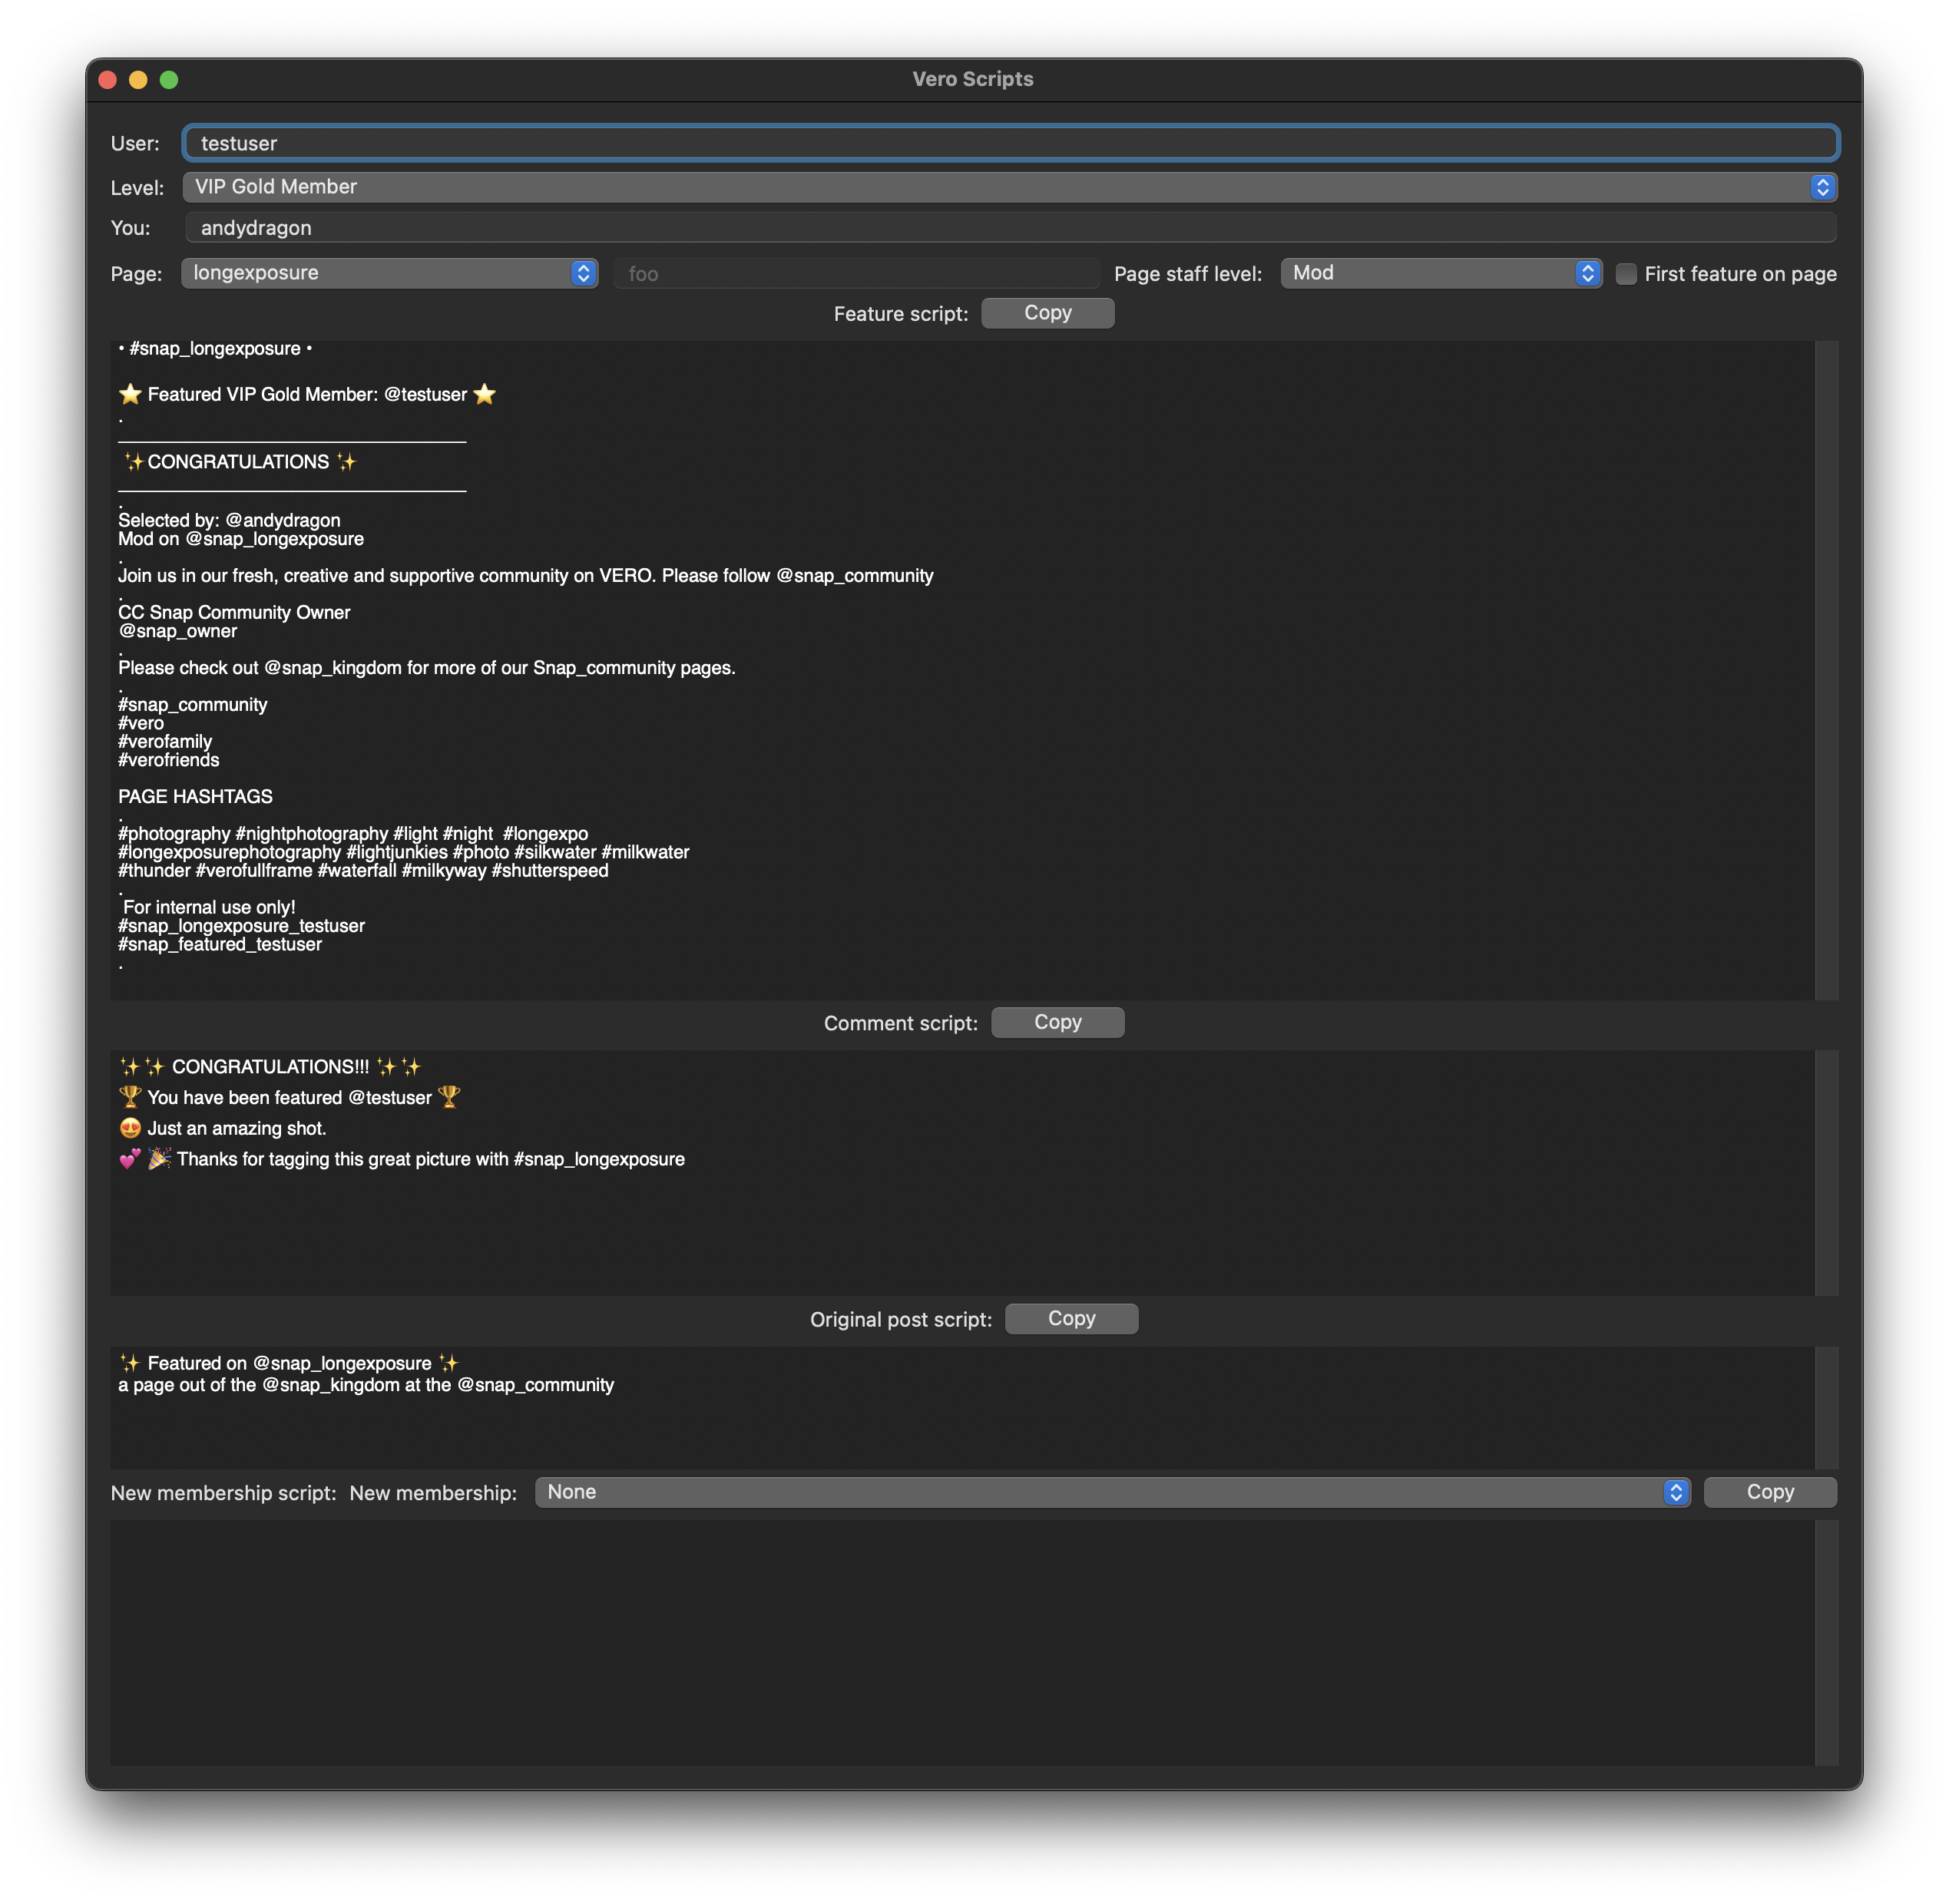 Vero Scripts
User: testuser
Level: VIP Gold Member
You: andydragon
Page: longexposure foo Page staff level: Mod First feature on page
Feature script: Copy
• #snap_longexposure •
⭐ Featured VIP Gold Member: @testuser ⭐
.
___________________________________
✨CONGRATULATIONS ✨
___________________________________
.
Selected by: @andydragon
Mod on @snap_longexposure
.
Join us in our fresh, creative and supportive community on VERO. Please follow @snap_community
.
CC Snap Community Owner
@snap_owner
.
Please check out @snap_kingdom for more of our Snap_community pages.
.
#snap_community
#vero
#verofamily
#verofriends
PAGE HASHTAGS
.
#photography #nightphotography #light #night  #longexpo
#longexposurephotography #lightjunkies #photo #silkwater #milkwater
#thunder #verofullframe #waterfall #milkyway #shutterspeed
.
For internal use only!
#snap_longexposure_testuser
#snap_featured_testuser
.
Comment script: Copy
✨✨ CONGRATULATIONS!!! ✨✨
🏆 You have been featured @testuser 🏆
😍 Just an amazing shot.
💕 🎉 Thanks for tagging this great picture with #snap_longexposure
Original post script: Copy
✨ Featured on @snap_longexposure ✨
a page out of the @snap_kingdom at the @snap_community
New membership script: New membership: None Copy